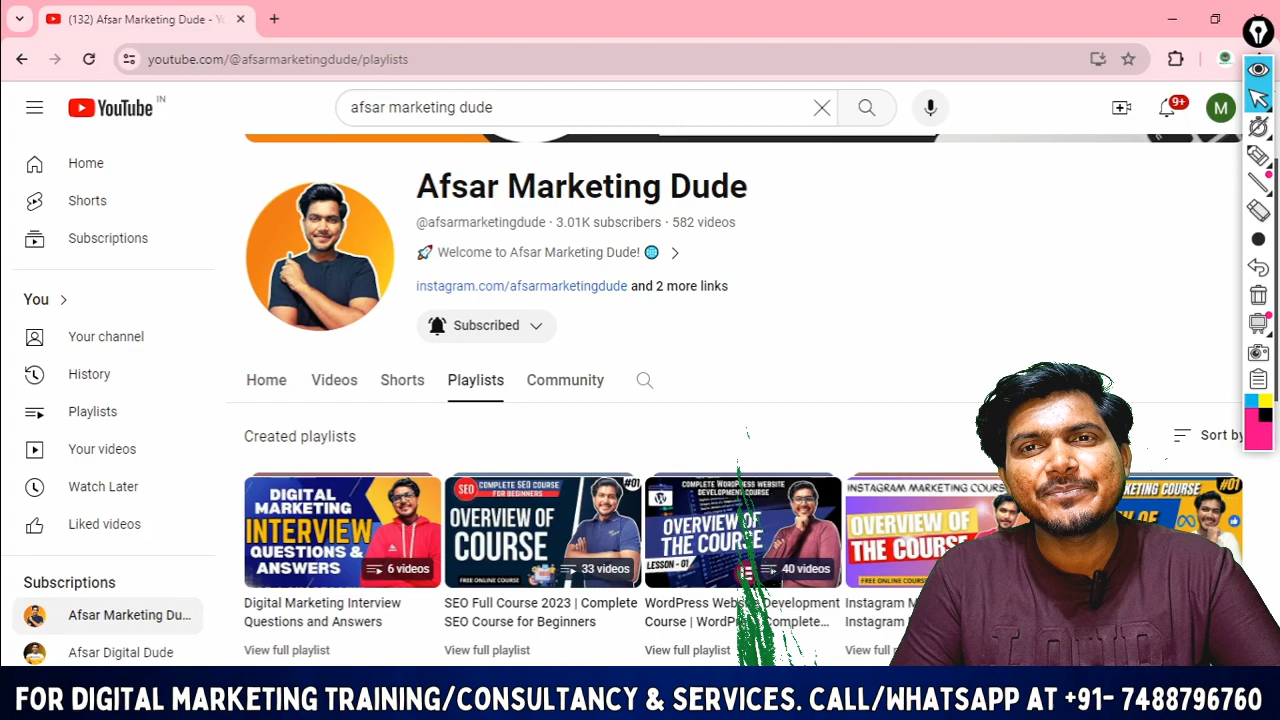 (132) Afsar Marketing Dude - Yo
youtube.com/@afsarmarketingdude/playlists
YouTube IN
afsar marketing dude
9+
M
Home
Shorts
Subscriptions
You
Your channel
History
Playlists
Your videos
Watch Later
Liked videos
Subscriptions
Afsar Marketing Du...
Afsar Digital Dude
Afsar Marketing Dude
@afsarmarketingdude · 3.01K subscribers · 582 videos
🚀 Welcome to Afsar Marketing Dude! 🌐
instagram.com/afsarmarketingdude and 2 more links
Subscribed
Home Videos Shorts Playlists Community
Created playlists
Sort by
DIGITAL
MARKETING
INTERVIEW
QUESTIONS &
ANSWERS
6 videos
Digital Marketing Interview
Questions and Answers
View full playlist
SEO COMPLETE SEO COURSE
FOR BEGINNERS
#01
OVERVIEW OF
COURSE
FREE ONLINE COURSE
33 videos
SEO Full Course 2023 | Complete
SEO Course for Beginners
View full playlist
COMPLETE WORDPRESS WEBSITE
DEVELOPMENT COURSE
OVERVIEW OF
THE COURSE
LESSON - 01
40 videos
WordPress Website Development
Course | WordP Complete...
View full playlist
INSTAGRAM MARKETING COURS
OVERVIEW OF
THE COURSE
FREE ONLINE COURSE
Instagram M
Instagram
View full playlist
MARKETING COURSE
#01
OF
FOR DIGITAL MARKETING TRAINING/CONSULTANCY & SERVICES. CALL/WHATSAPP AT +91- 7488796760